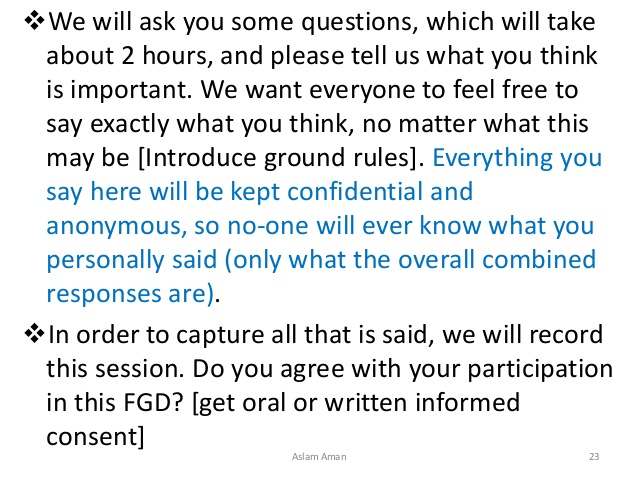 ❖We will ask you some questions, which will take
about 2 hours, and please tell us what you think
is important. We want everyone to feel free to
say exactly what you think, no matter what this
may be [Introduce ground rules]. Everything you
say here will be kept confidential and
anonymous, so no-one will ever know what you
personally said (only what the overall combined
responses are).
❖In order to capture all that is said, we will record
this session. Do you agree with your participation
in this FGD? [get oral or written informed
consent]
Aslam Aman
23